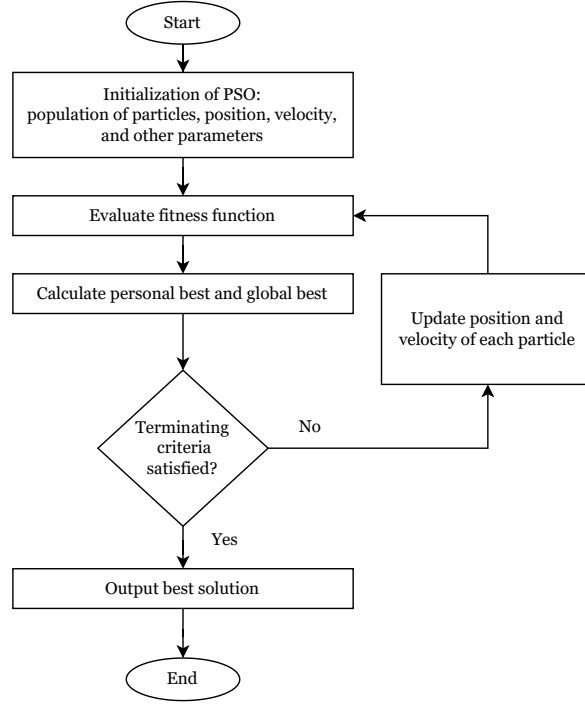 Start
Initialization of PSO:
population of particles, position, velocity,
and other parameters
Evaluate fitness function
Calculate personal best and global best
Update position and
velocity of each particle
Terminating
criteria
satisfied?
No
Yes
Output best solution
End